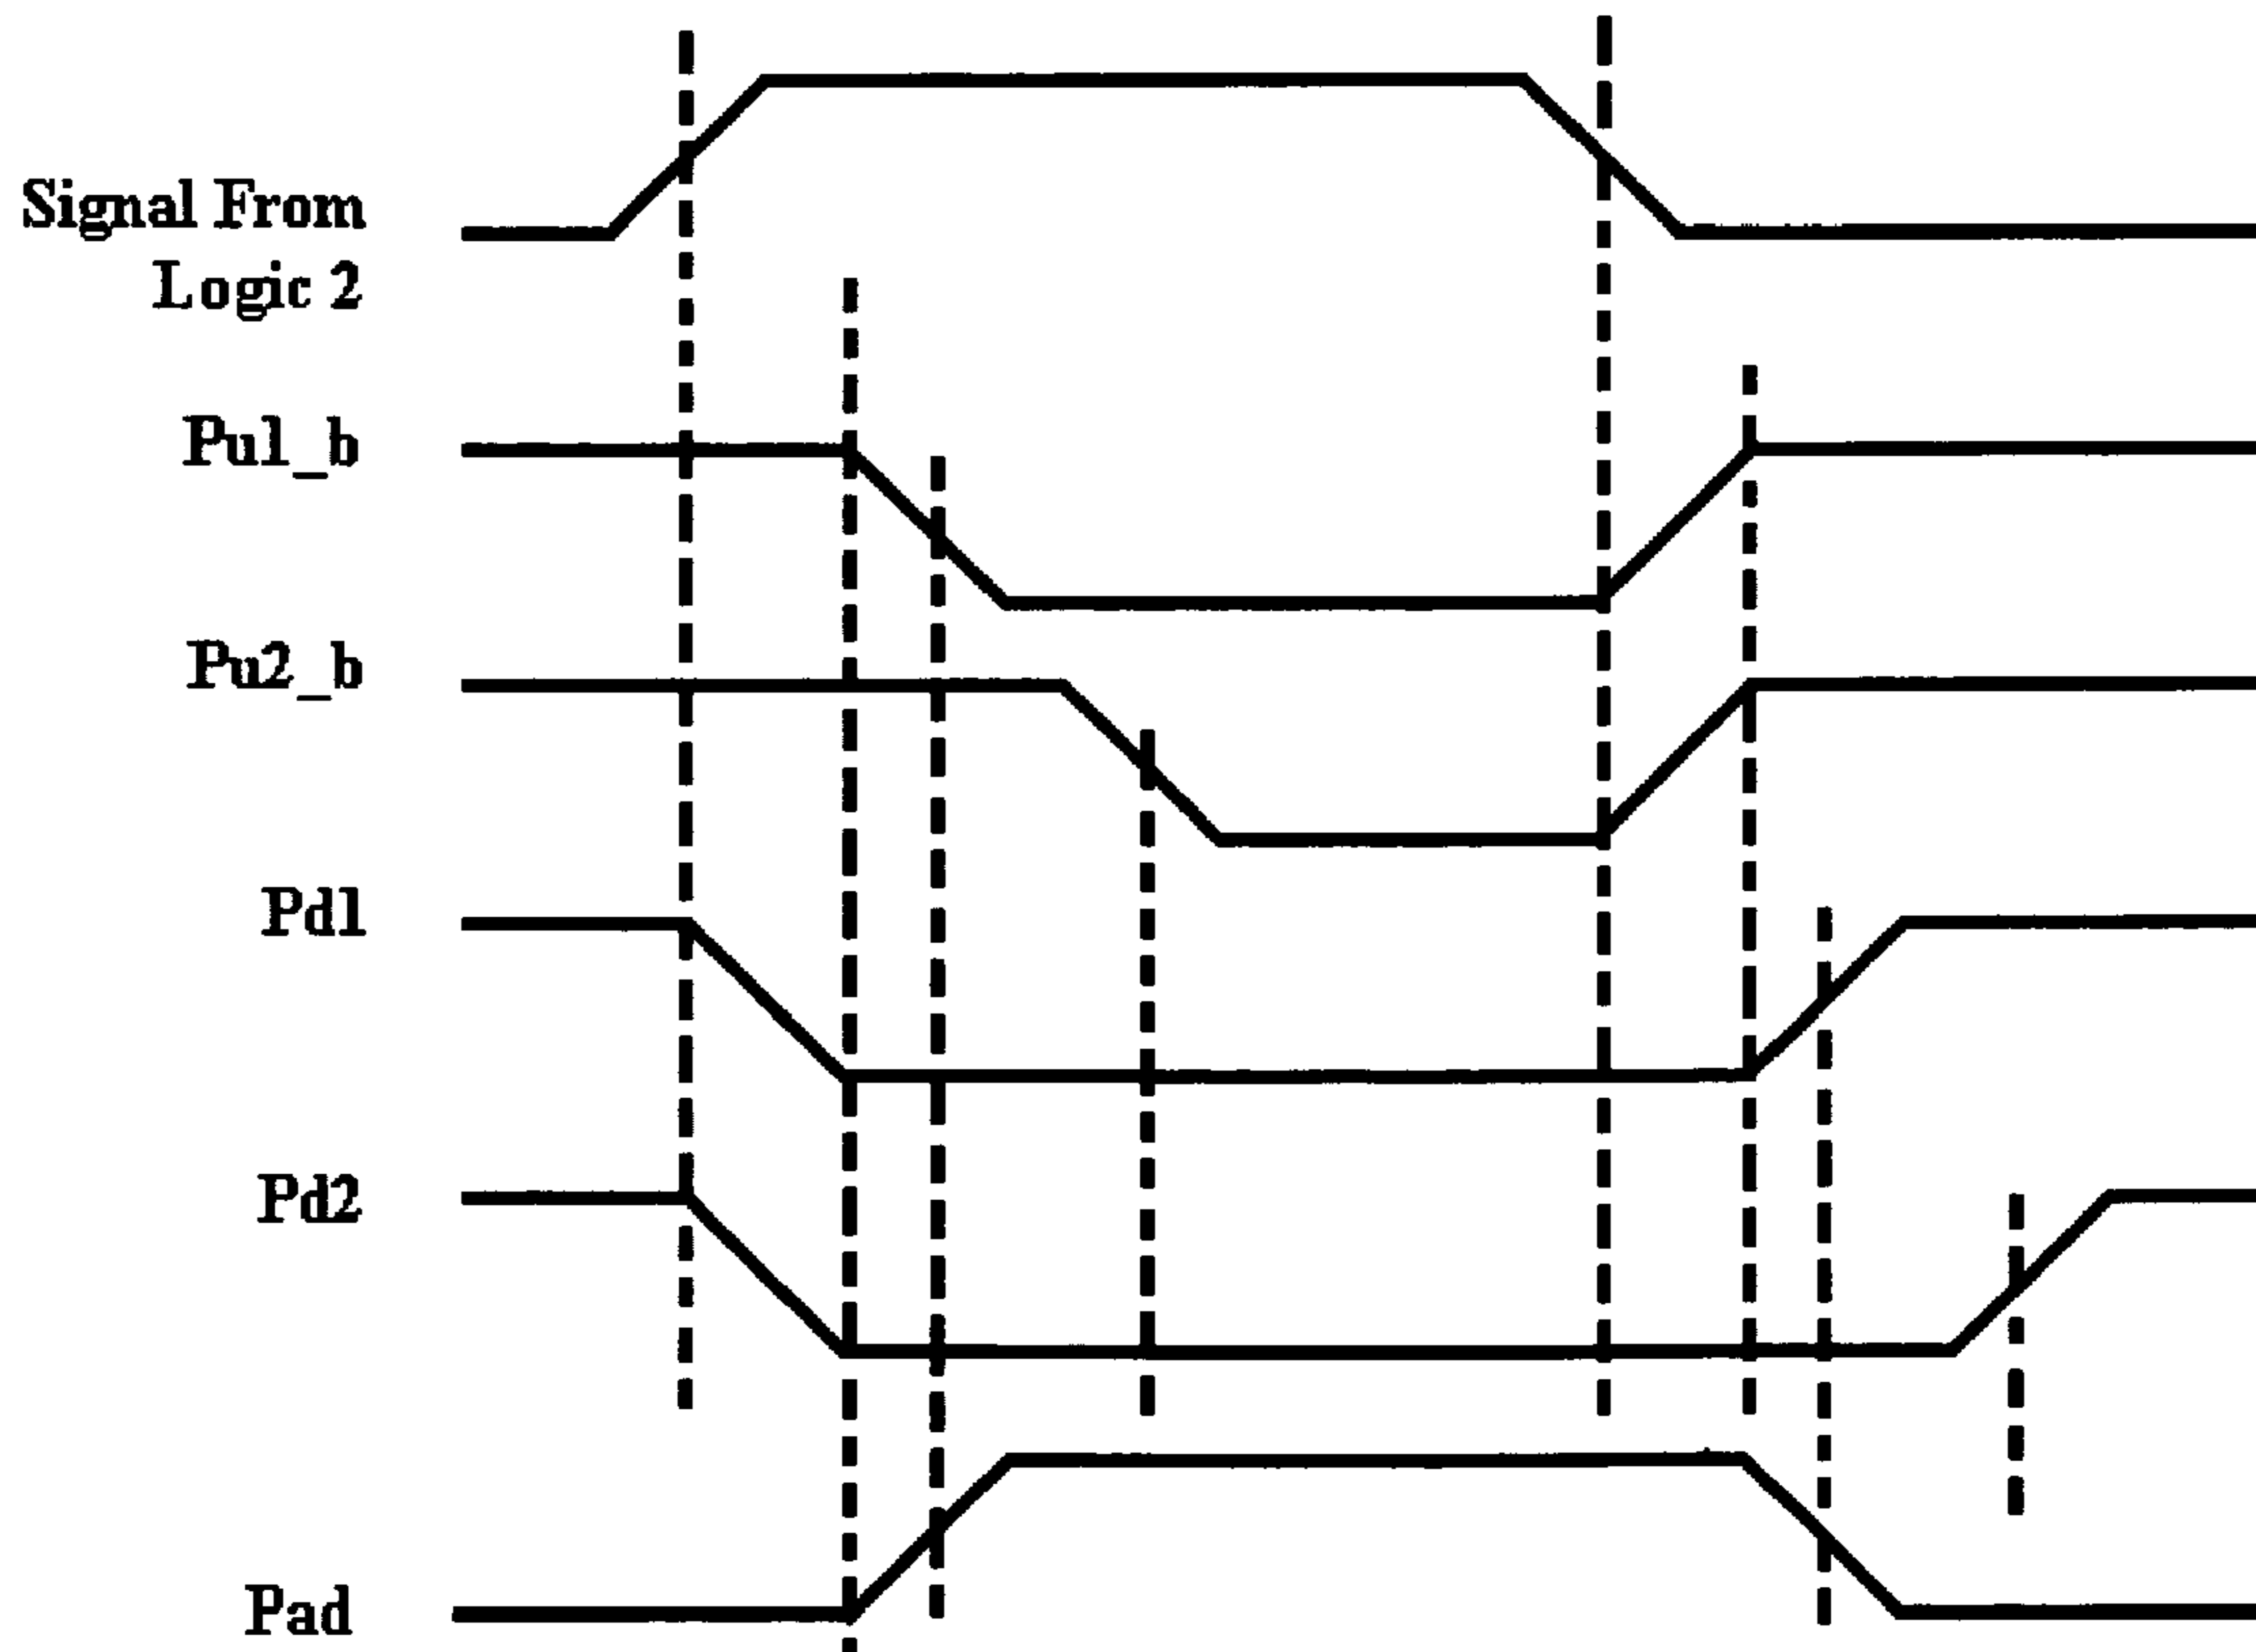 Signal From
Logic 2
Pu1_b
Pu2_b
Pd1
Pd2
Pad